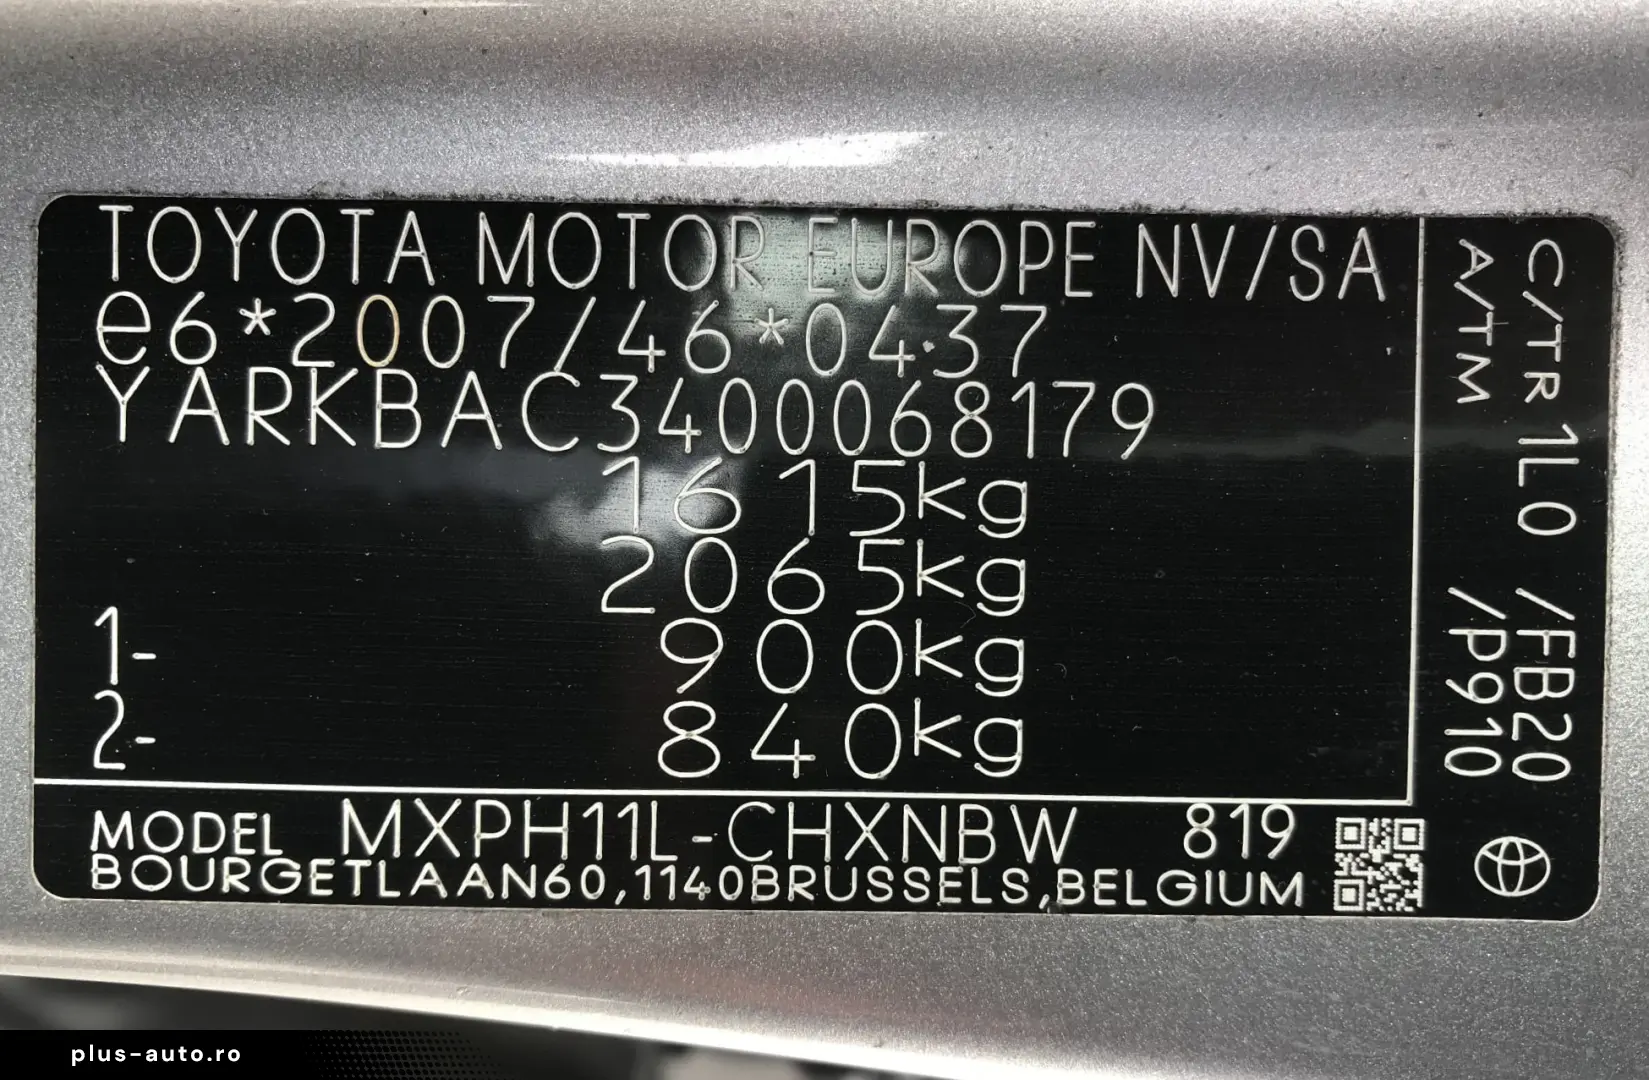 TOYOTA MOTOR EUROPE NV/SA
e6*2007/46*0437
YARKBAC3400068179
1615kg
2065kg
1- 900kg
2- 840kg
MODEL MXPH11L-CHXNBW 819
BOURGETLAAN60,1140BRUSSELS,BELGIUM
C/TR 1L0 /FB20
A/TM /P910
plus-auto.ro